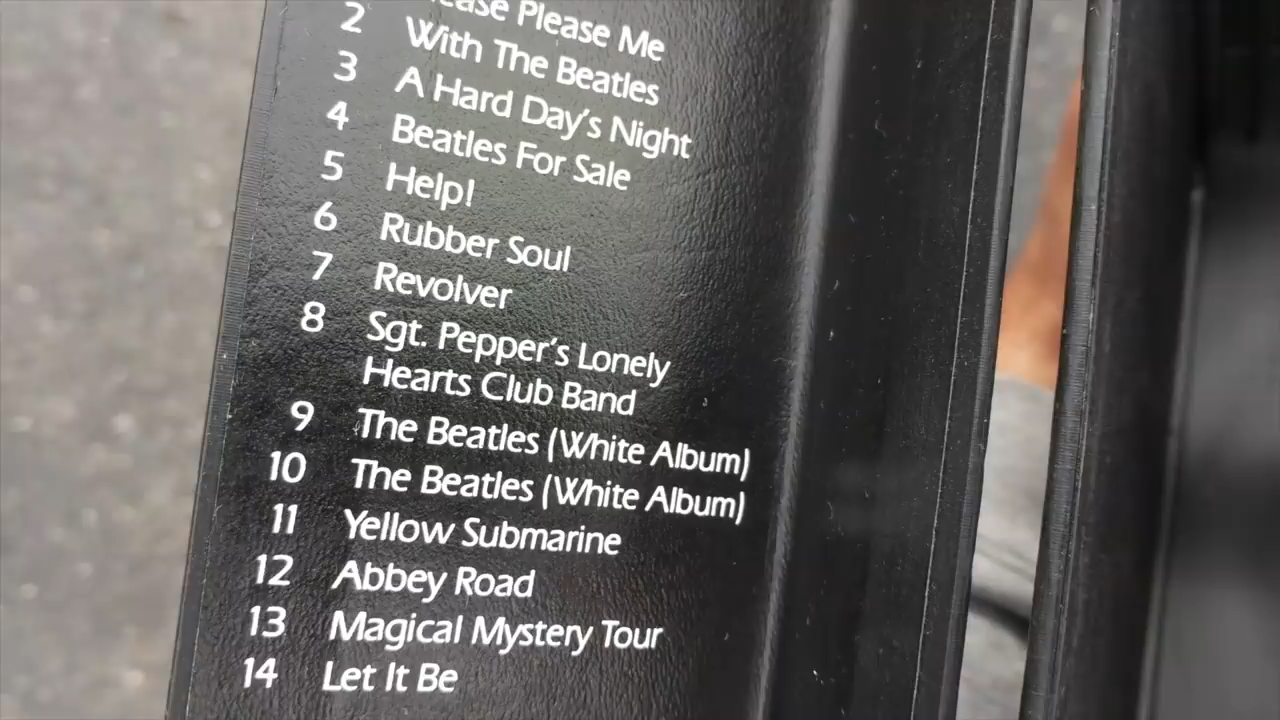 Please Me
2 With The Beatles
3 A Hard Day's Night
4 Beatles For Sale
5 Help!
6 Rubber Soul
7 Revolver
8 Sgt. Pepper's Lonely
Hearts Club Band
9 The Beatles (White Album)
10 The Beatles (White Album)
11 Yellow Submarine
12 Abbey Road
13 Magical Mystery Tour
14 Let It Be